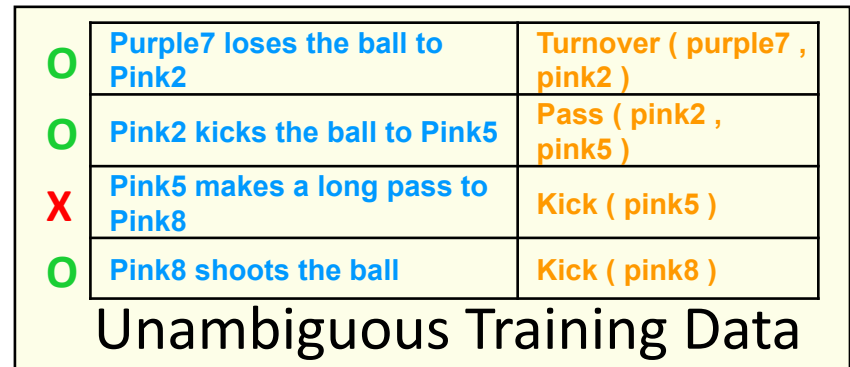 O Purple7 loses the ball to Turnover ( purple7 ,
Pink2 pink2 )
O Pink2 kicks the ball to Pink5 Pass ( pink2 ,
pink5 )
X Pink5 makes a long pass to Kick ( pink5 )
Pink8
O Pink8 shoots the ball Kick ( pink8 )
Unambiguous Training Data